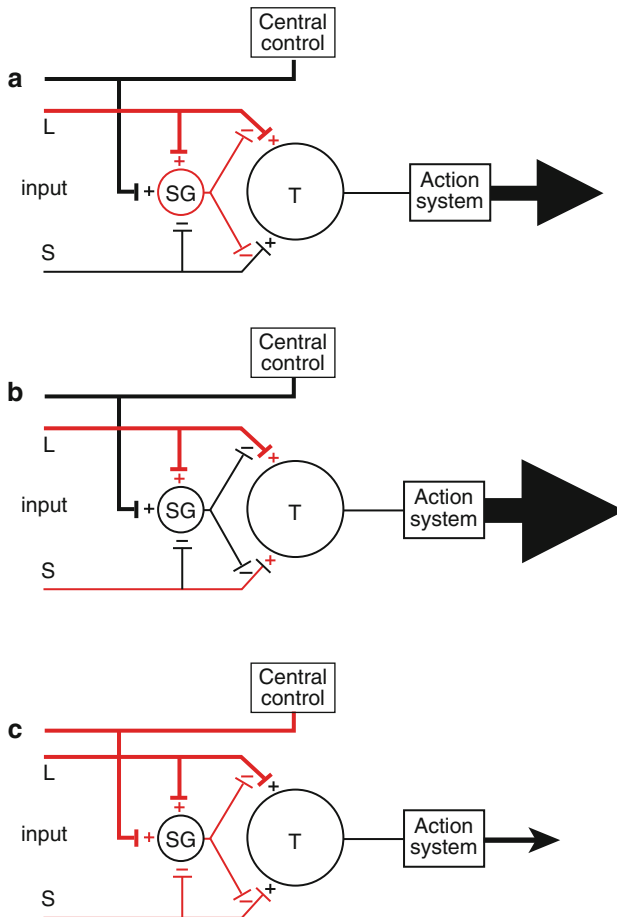 Central
control
a
L
+
+
input
+
SG
T
Action
system
S
+
Central
control
b
L
+
+
input
+
SG
T
Action
system
S
+
Central
control
c
L
+
+
input
+
SG
T
Action
system
S
+